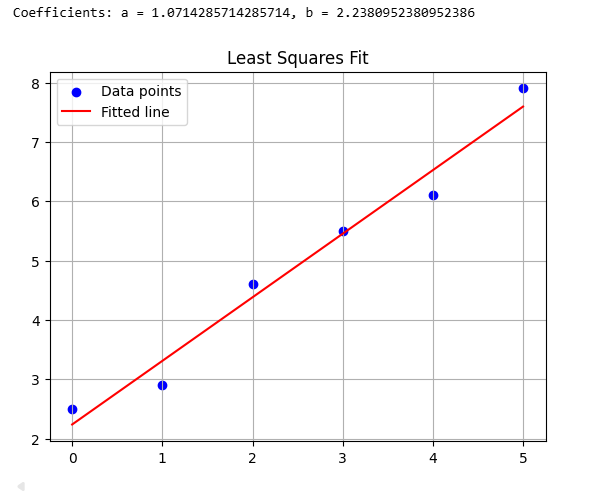 Coefficients: a = 1.0714285714285714, b = 2.2380952380952386
Least Squares Fit
Data points
Fitted line
8
7
6
5
4
3
2
0 1 2 3 4 5